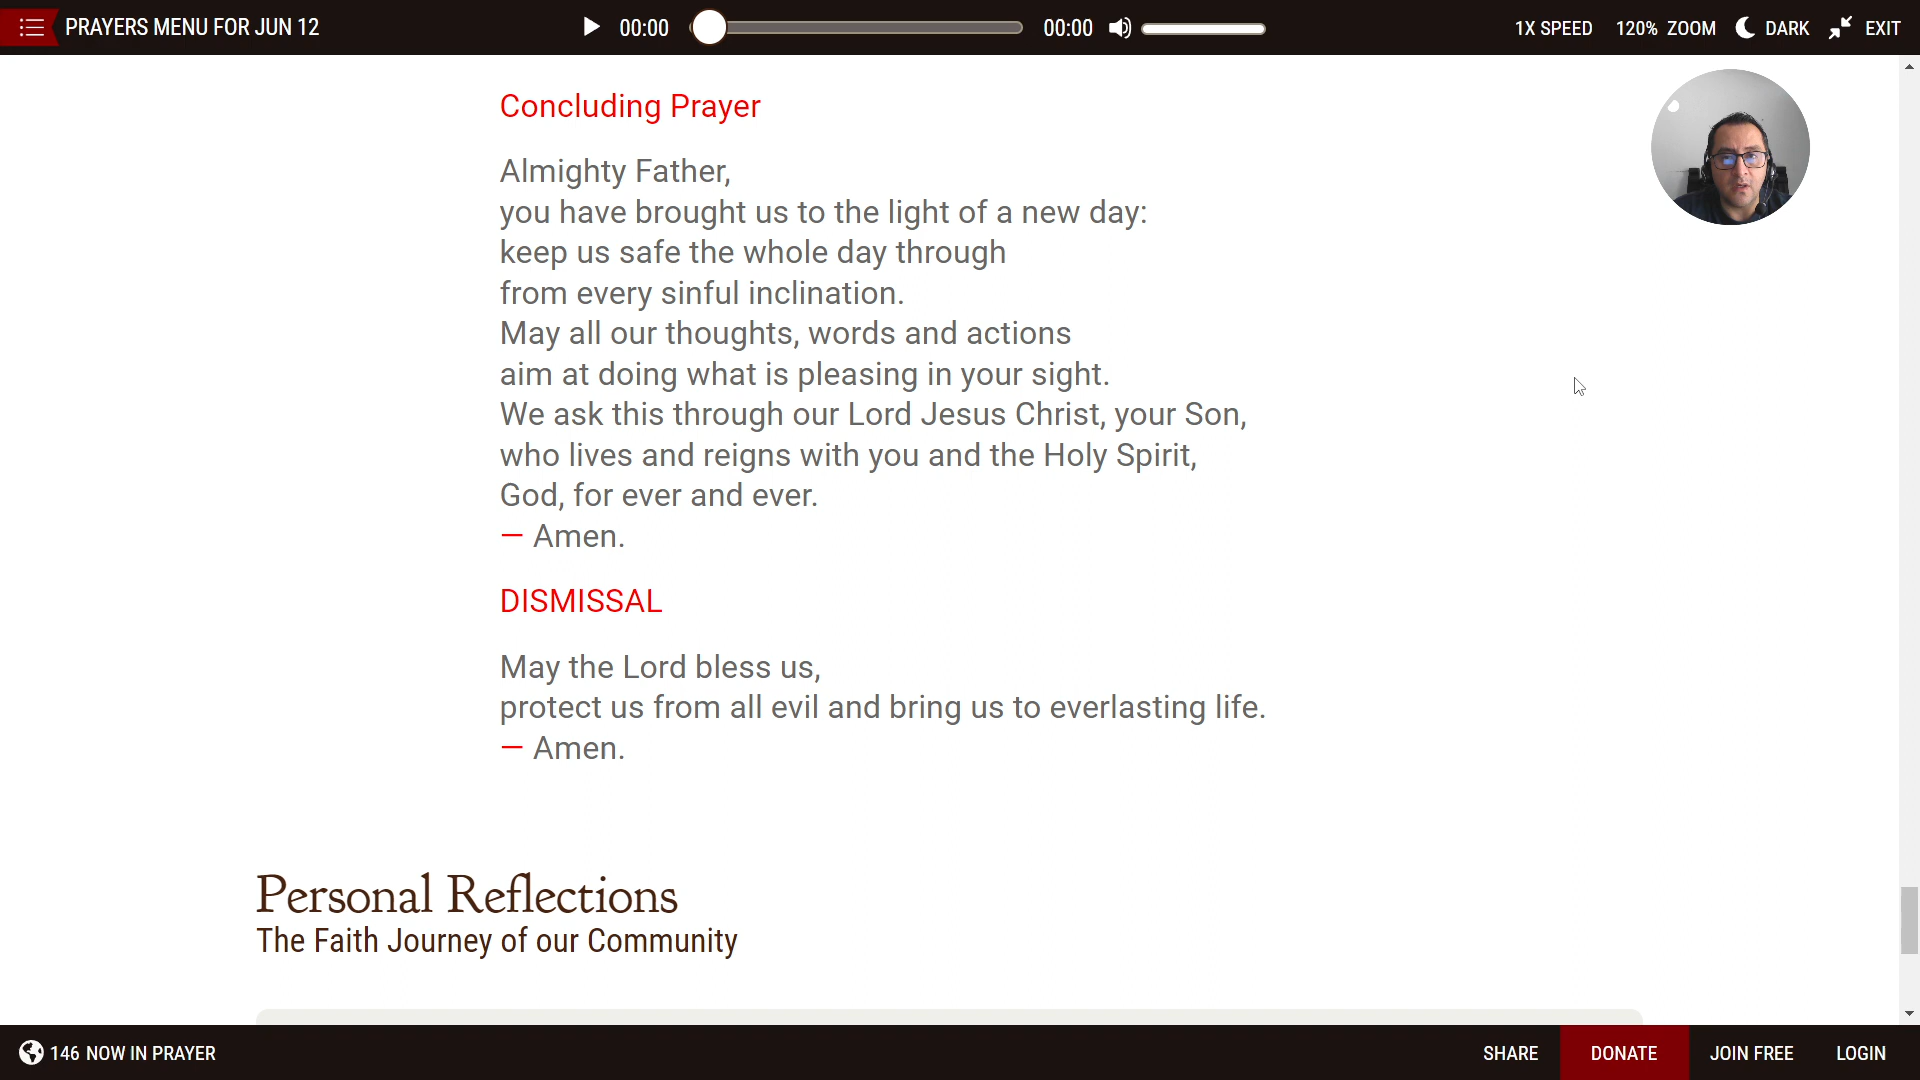 PRAYERS MENU FOR JUN 12
00:00
00:00
1X SPEED
120% ZOOM
DARK
EXIT
Concluding Prayer
Almighty Father,
you have brought us to the light of a new day:
keep us safe the whole day through
from every sinful inclination.
May all our thoughts, words and actions
aim at doing what is pleasing in your sight.
We ask this through our Lord Jesus Christ, your Son,
who lives and reigns with you and the Holy Spirit,
God, for ever and ever.
— Amen.
DISMISSAL
May the Lord bless us,
protect us from all evil and bring us to everlasting life.
— Amen.
Personal Reflections
The Faith Journey of our Community
146 NOW IN PRAYER
SHARE
DONATE
JOIN FREE
LOGIN